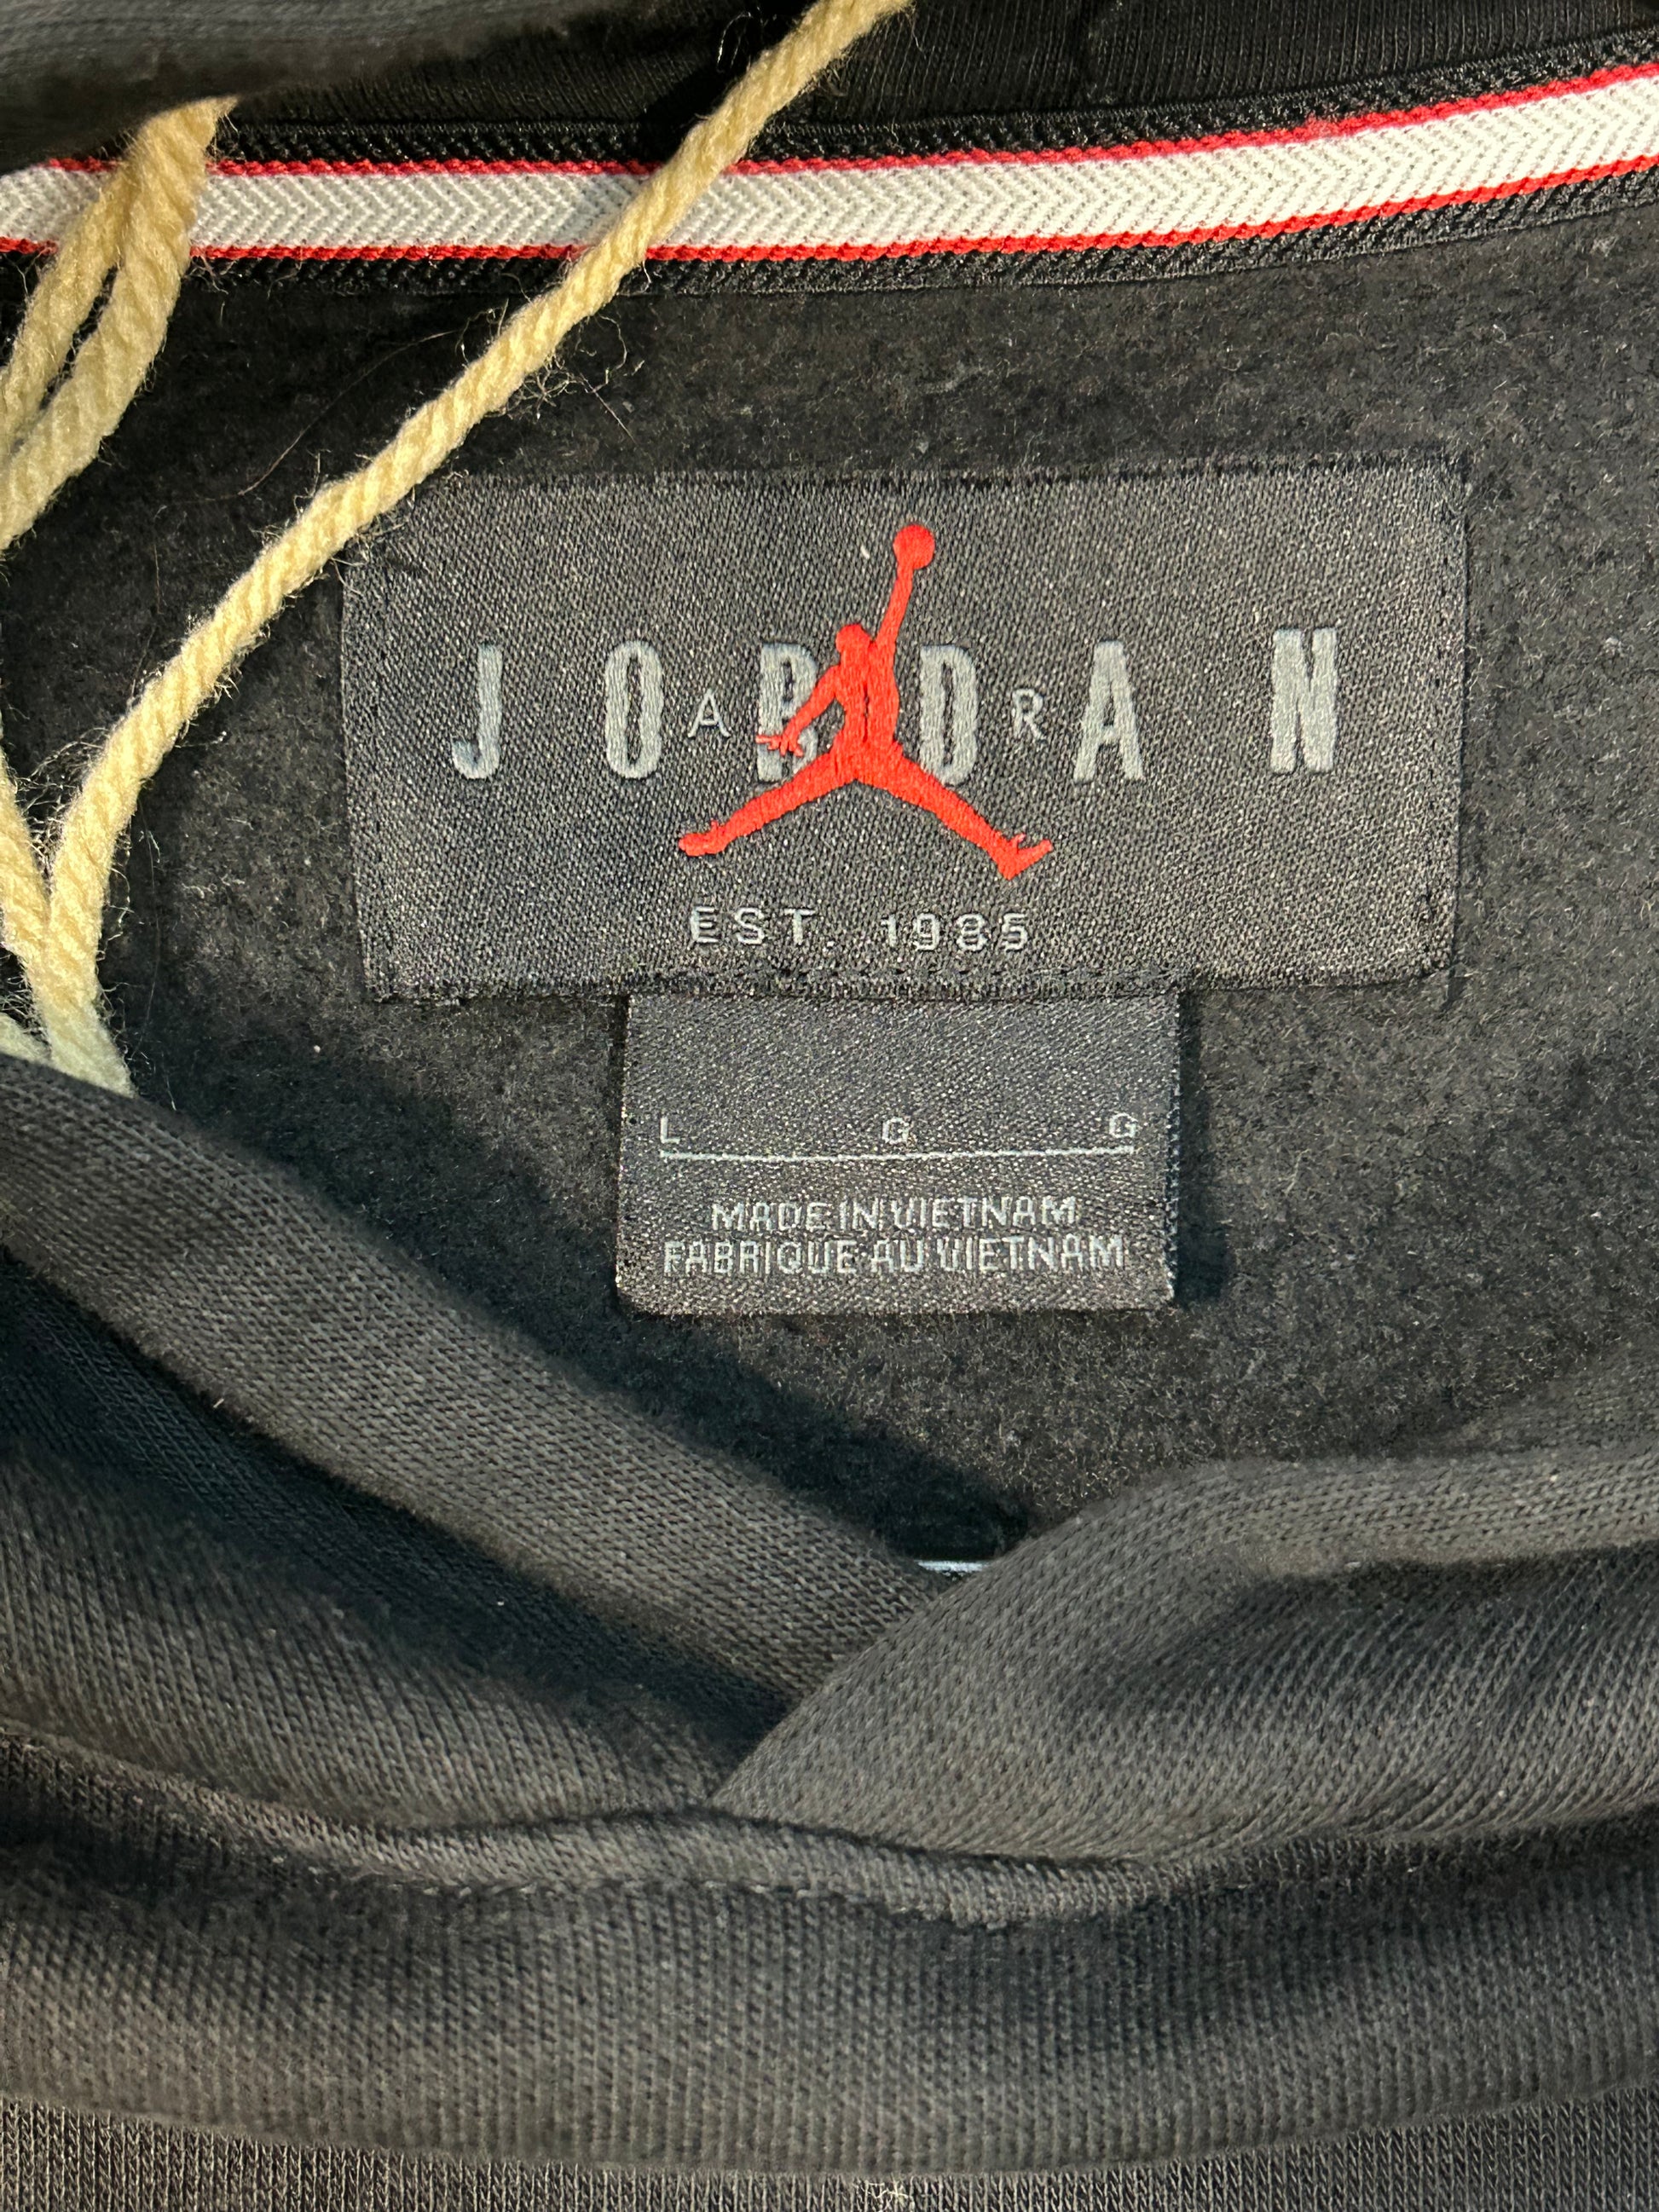 AIR
JORDAN
EST. 1985
L G G
MADE IN VIETNAM
FABRIQUE AU VIETNAM